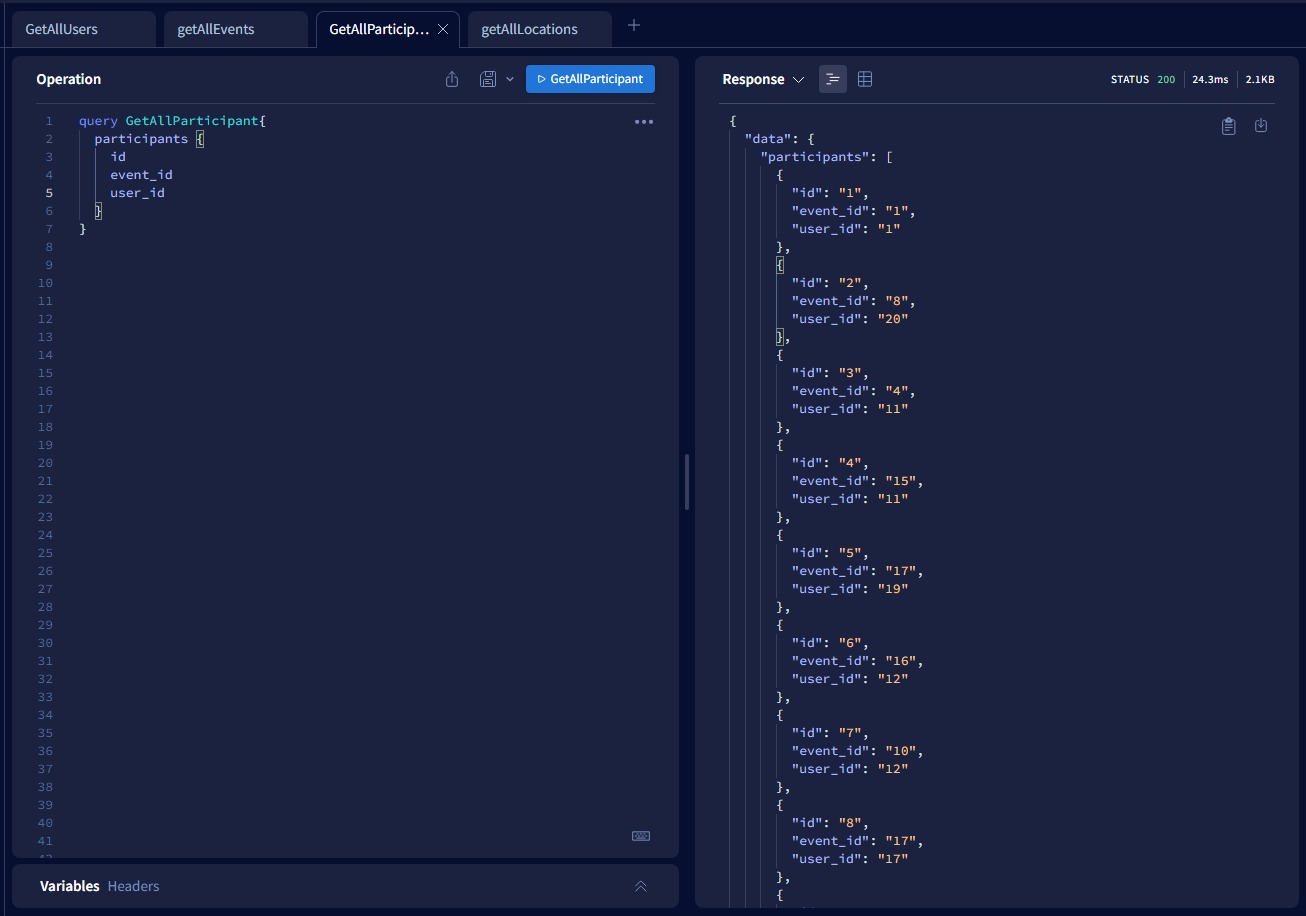 GetAllUsers
getAllEvents
GetAllParticip...
getAllLocations
Operation
GetAllParticipant
1 query GetAllParticipant{
2 participants {
3 id
4 event_id
5 user_id
6 }
7 }
8
9
10
11
12
13
14
15
16
17
18
19
20
21
22
23
24
25
26
27
28
29
30
31
32
33
34
35
36
37
38
39
40
41
Variables Headers
Response
STATUS 200 24.3ms 2.1KB
{
"data": {
"participants": [
{
"id": "1",
"event_id": "1",
"user_id": "1"
},
{
"id": "2",
"event_id": "8",
"user_id": "20"
},
{
"id": "3",
"event_id": "4",
"user_id": "11"
},
{
"id": "4",
"event_id": "15",
"user_id": "11"
},
{
"id": "5",
"event_id": "17",
"user_id": "19"
},
{
"id": "6",
"event_id": "16",
"user_id": "12"
},
{
"id": "7",
"event_id": "10",
"user_id": "12"
},
{
"id": "8",
"event_id": "17",
"user_id": "17"
},
{